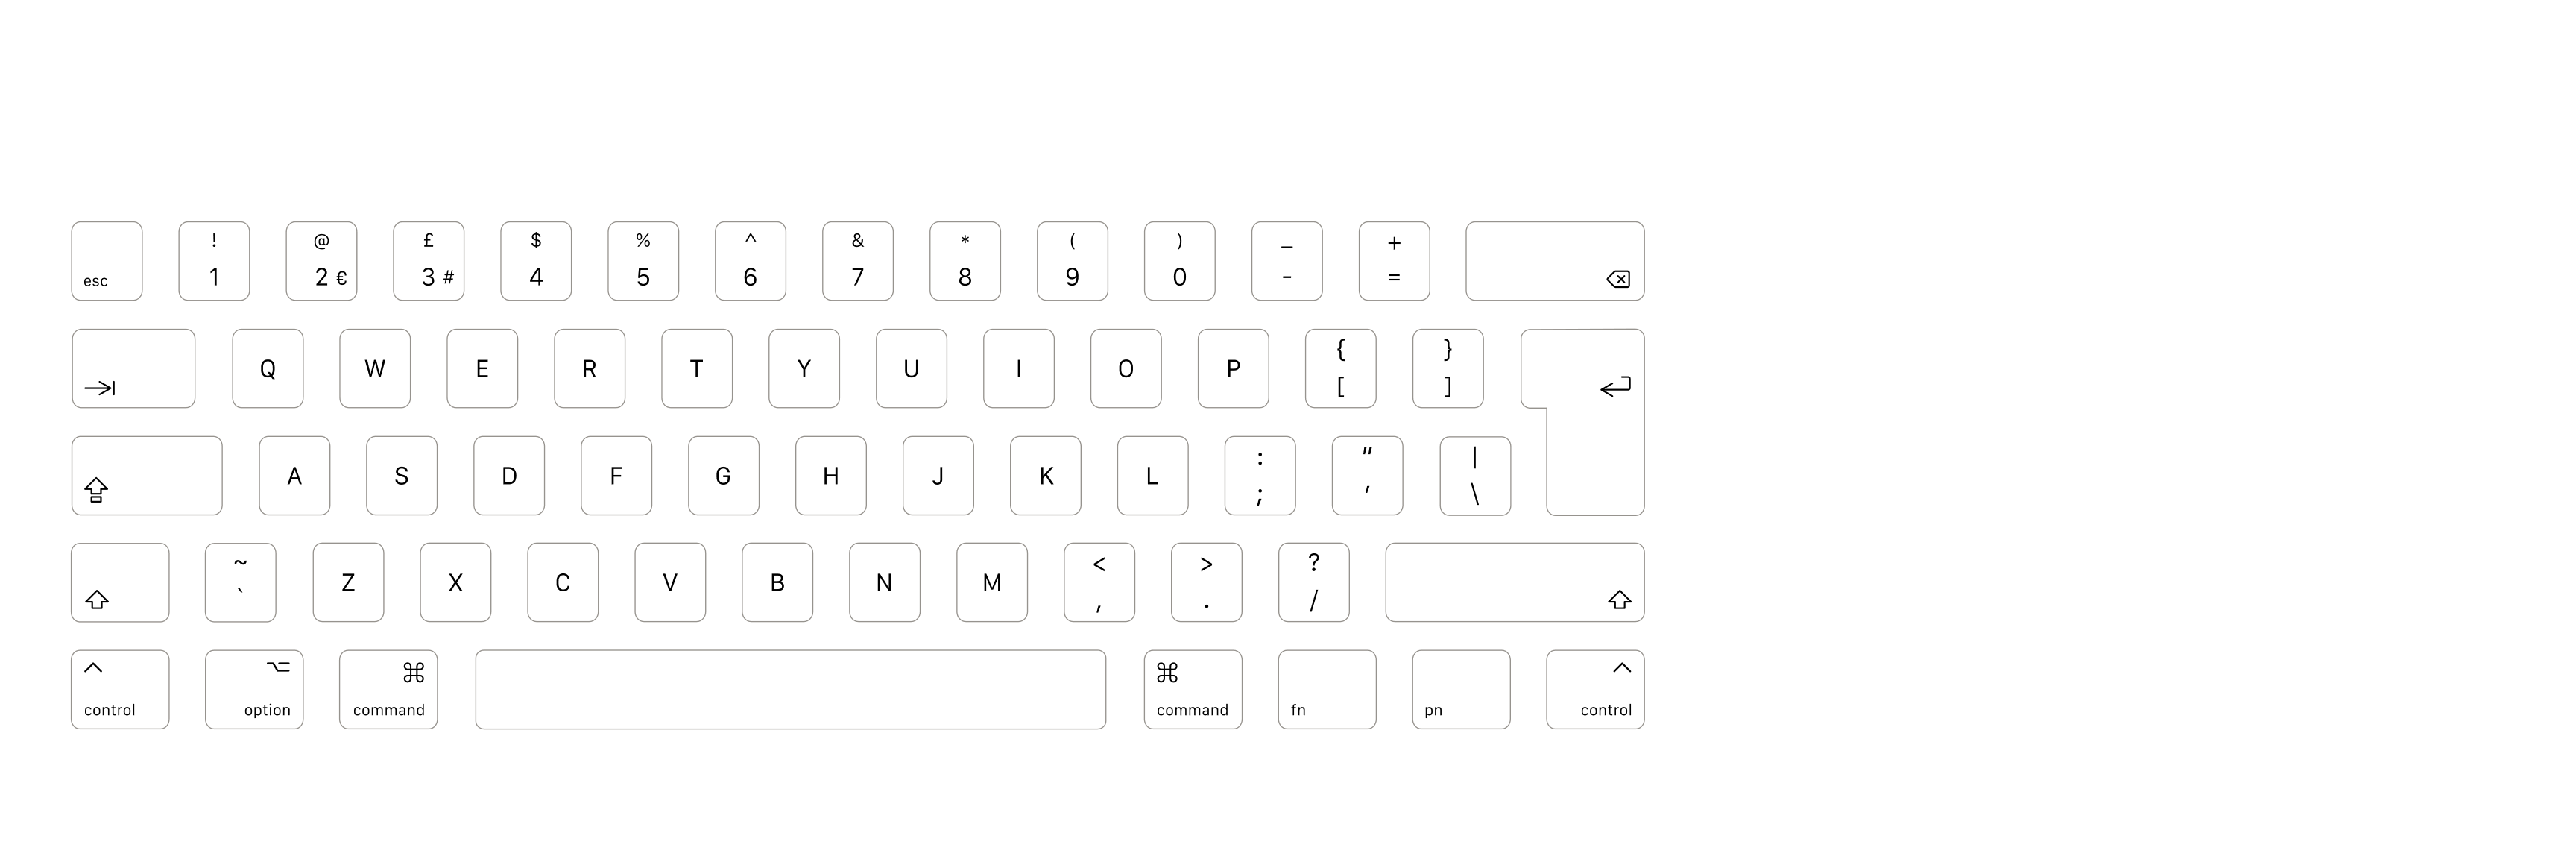 esc ! 1 @ 2 € £ 3 # $ 4 % 5 ^ 6 & 7 * 8 ( 9 ) 0 _ - + = ⌫
⇥ Q W E R T Y U I O P { [ } ] ↩
⇪ A S D F G H J K L : ; " ' | \
⇧ ~ ` Z X C V B N M < , > . ? / ⇧
⌃ control ⌥ option ⌘ command ⌘ command fn pn ⌃ control